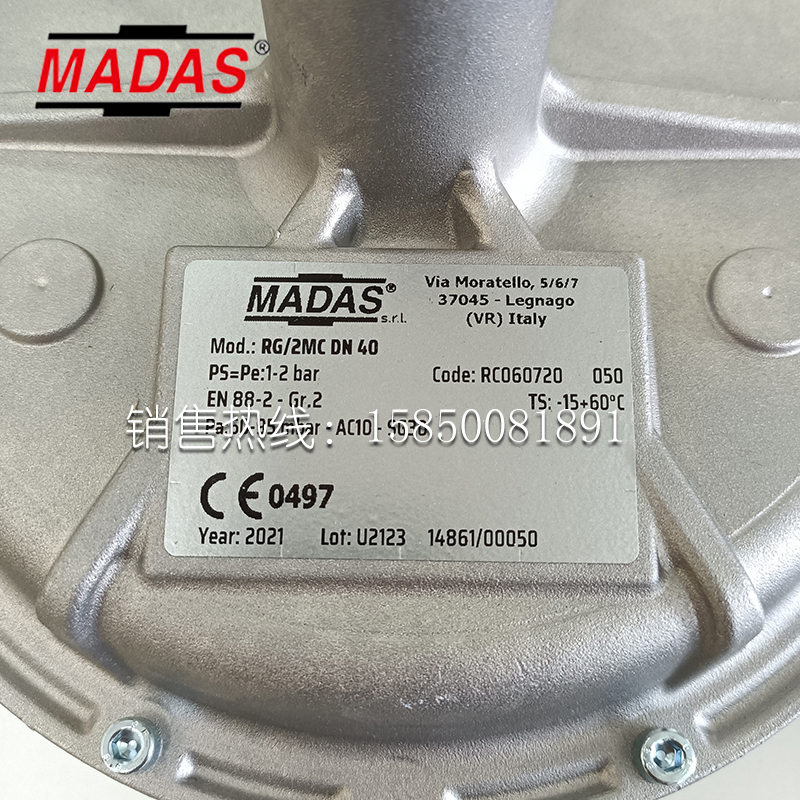 MADAS®
MADAS®
s.r.l.
Via Moratello, 5/6/7
37045 - Legnago
(VR) Italy
Mod.: RG/2MC DN 40
PS=Pe:1-2 bar
Code: RC060720 050
EN 88-2 - Gr.2
TS: -15+60°C
销售热线：15850081891
mbar - AC10 -
CE 0497
Year: 2021 Lot: U2123 14861/00050